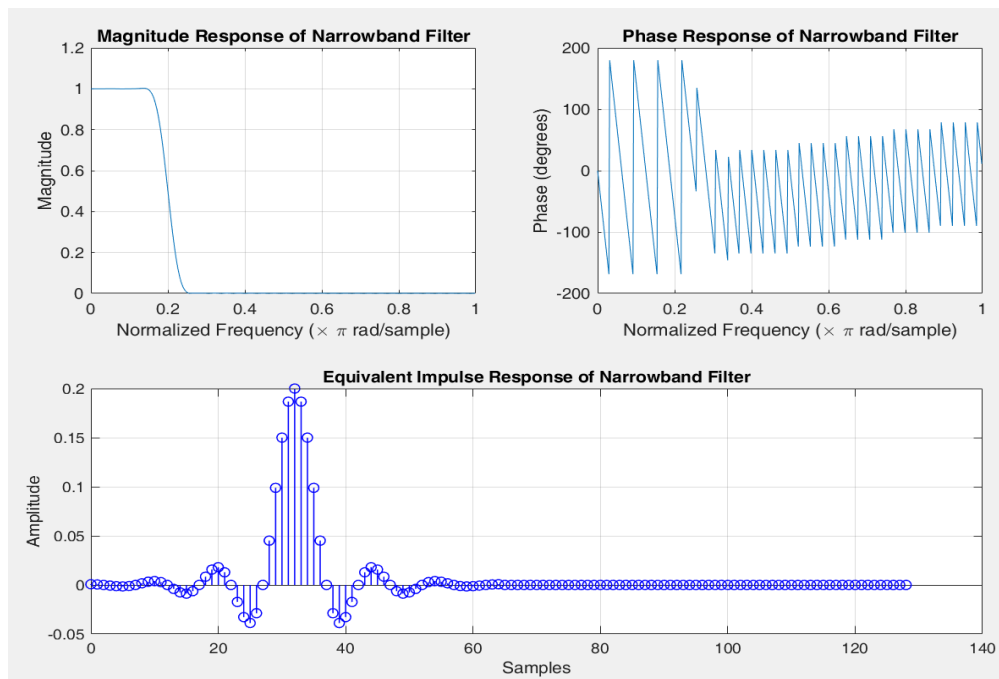 Magnitude Response of Narrowband Filter
1.2
1
0.8
0.6
0.4
0.2
0
Magnitude
0 0.2 0.4 0.6 0.8 1
Normalized Frequency (× π rad/sample)
Phase Response of Narrowband Filter
200
100
0
-100
-200
Phase (degrees)
0 0.2 0.4 0.6 0.8 1
Normalized Frequency (× π rad/sample)
Equivalent Impulse Response of Narrowband Filter
0.2
0.15
0.1
0.05
0
-0.05
Amplitude
0 20 40 60 80 100 120 140
Samples